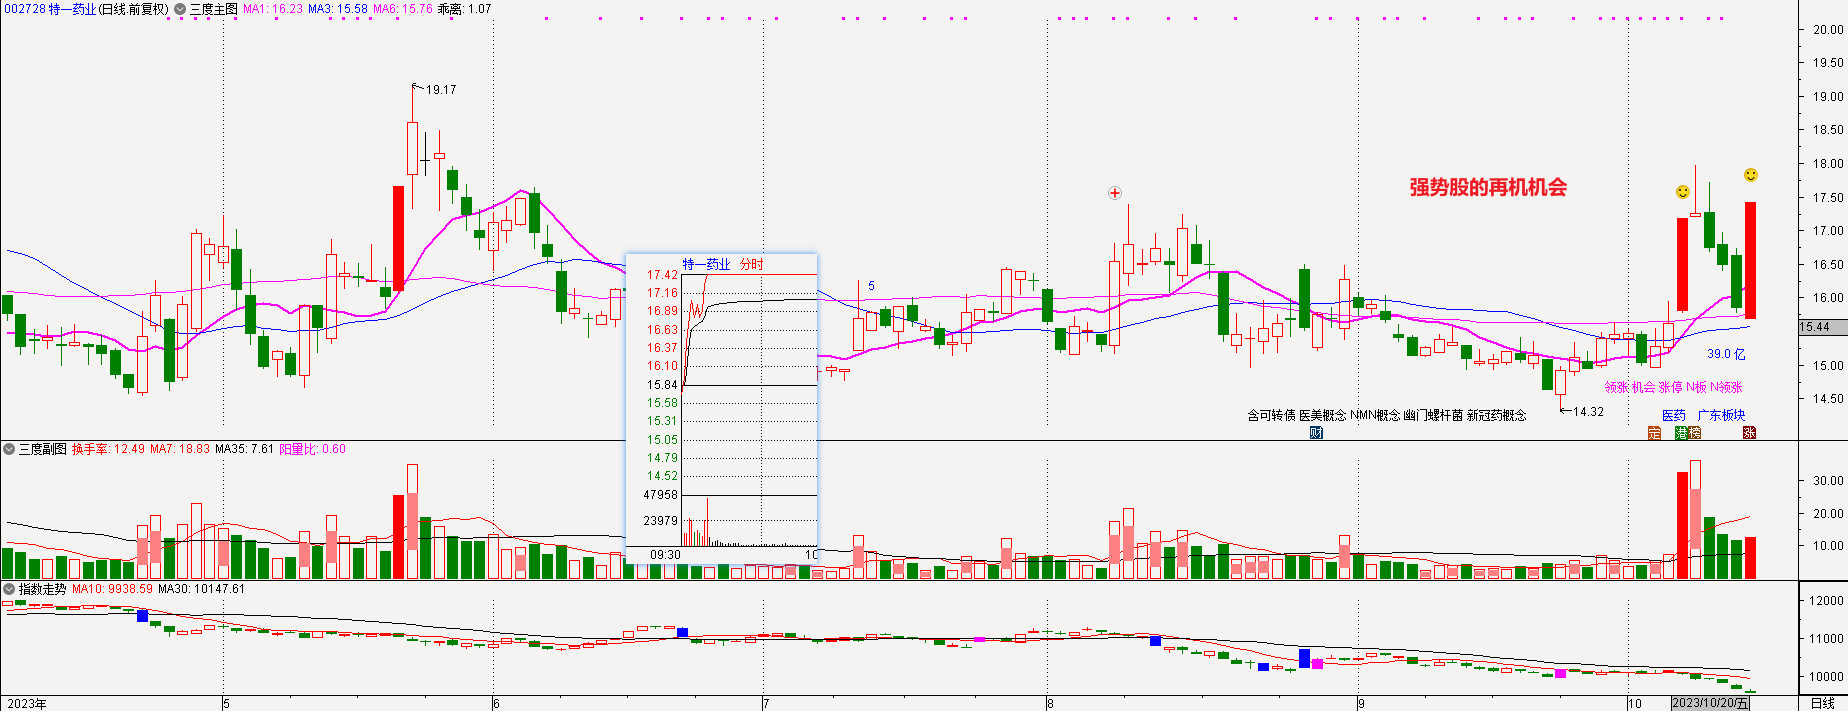 002728 特一药业(日线.前复权) 三度主图 MA1: 16.23 MA3: 15.58 MA6: 15.76 乖离: 1.07
20.00
19.50
19.00
18.50
18.00
17.50
17.00
16.50
16.00
15.44
15.00
14.50
19.17
强势股的再机机会
5
39.0 亿
领涨 机会 涨停 N板 N领涨
含可转债 医美概念 NMN概念 幽门螺杆菌 新冠药概念
14.32
医药 广东板块
财
定
港 榜
涨
特一药业 分时
17.42
17.16
16.89
16.63
16.37
16.10
15.84
15.58
15.31
15.05
14.79
14.52
47958
23979
09:30
10
三度副图 换手率: 12.49 MA7: 18.83 MA35: 7.61 阳量比: 0.60
30.00
20.00
10.00
指数走势 MA10: 9938.59 MA30: 10147.61
12000
11000
10000
2023年 5 6 7 8 9 10 2023/10/20/五 日线